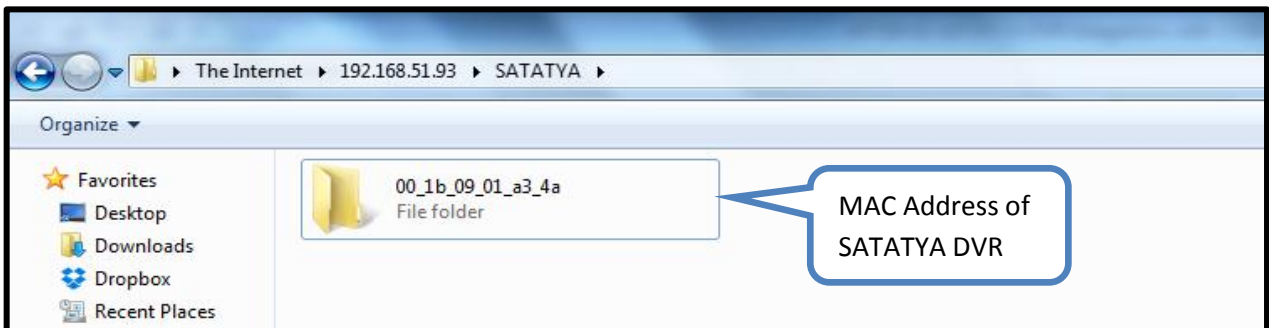 The Internet ▸ 192.168.51.93 ▸ SATATYA ▸
Organize ▾
Favorites
Desktop
Downloads
Dropbox
Recent Places
00_1b_09_01_a3_4a
File folder
MAC Address of
SATATYA DVR